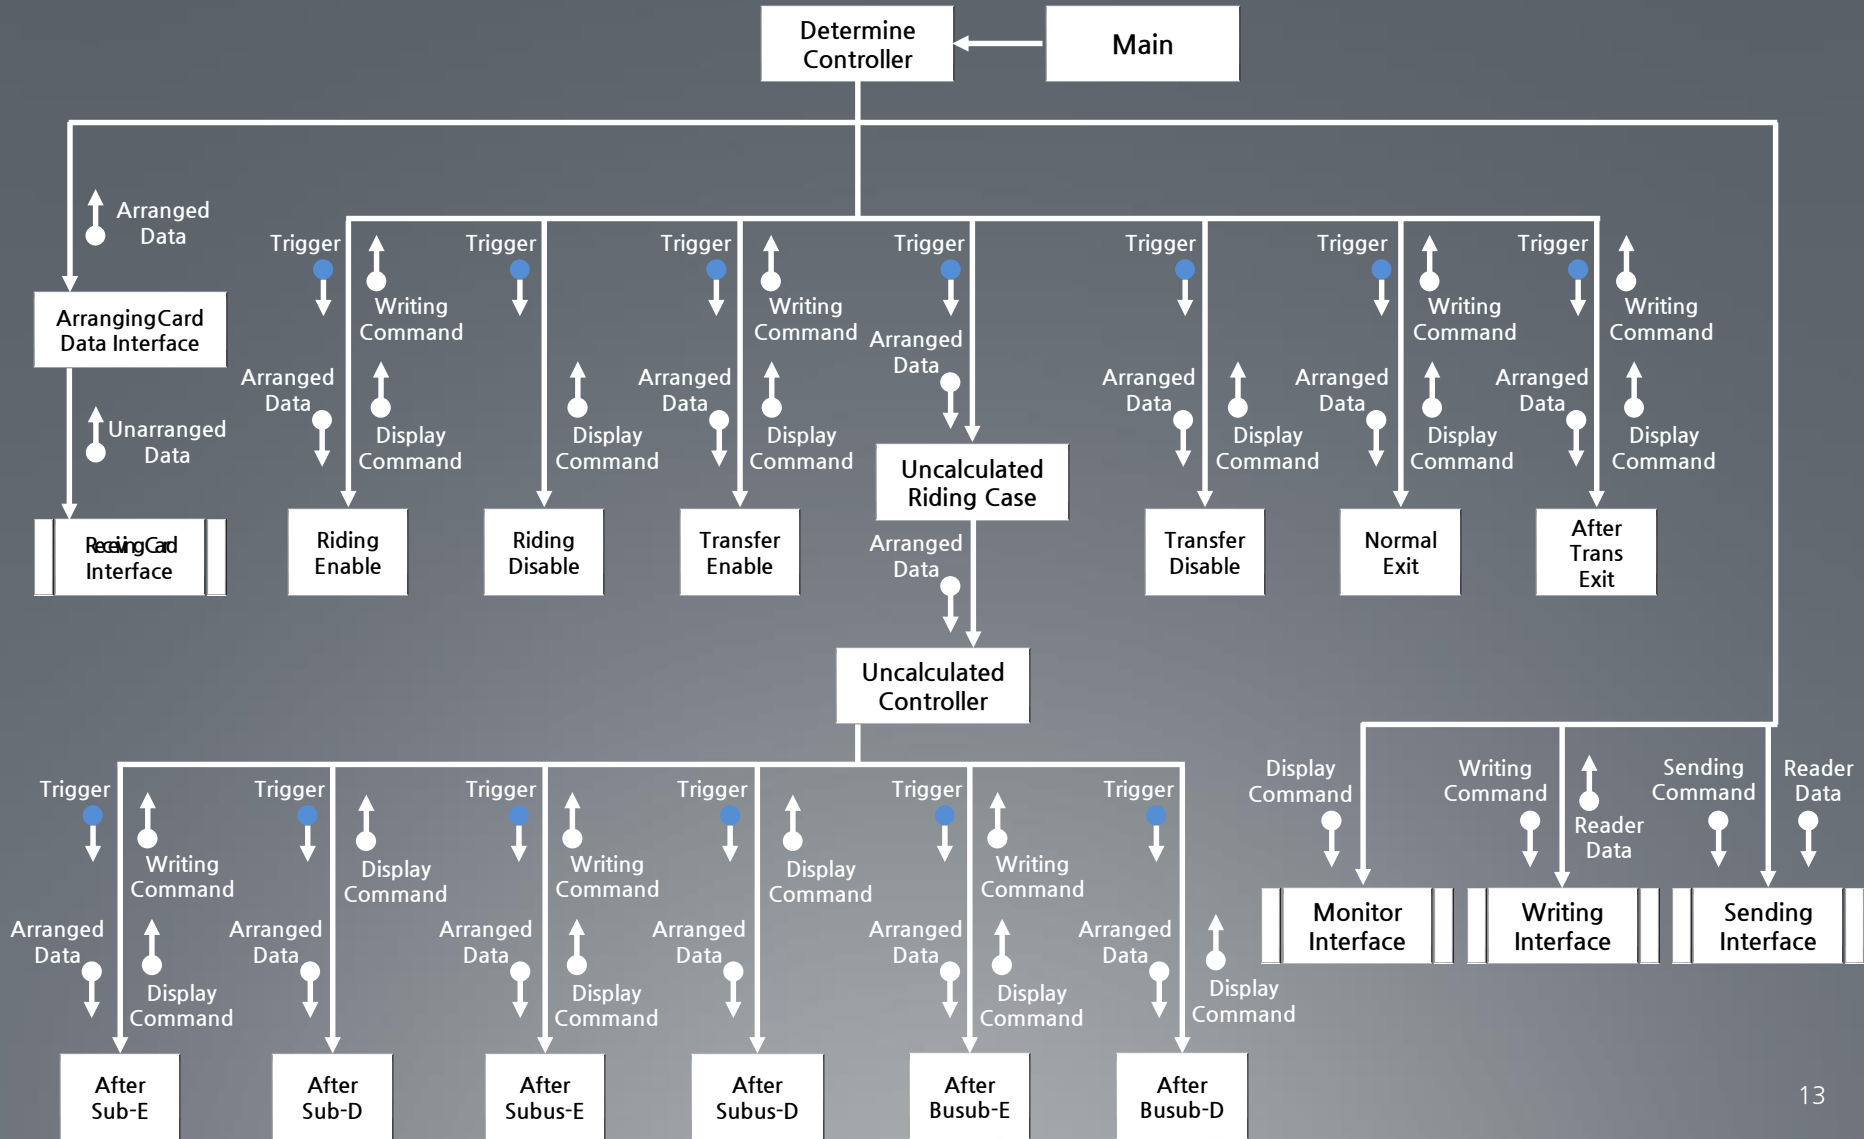 Determine
Controller
Main
Arranged
Data
Trigger
Writing
Command
Trigger
Trigger
Writing
Command
Trigger
Trigger
Trigger
Writing
Command
Trigger
Writing
Command
Arranging Card
Data Interface
Arranged
Data
Display
Command
Display
Command
Arranged
Data
Display
Command
Arranged
Data
Arranged
Data
Display
Command
Arranged
Data
Display
Command
Arranged
Data
Display
Command
Unarranged
Data
Uncalculated
Riding Case
Receiving Card
Interface
Riding
Enable
Riding
Disable
Transfer
Enable
Arranged
Data
Transfer
Disable
Normal
Exit
After
Trans
Exit
Uncalculated
Controller
Trigger
Writing
Command
Trigger
Display
Command
Trigger
Writing
Command
Trigger
Display
Command
Trigger
Writing
Command
Trigger
Display
Command
Writing
Command
Reader
Data
Sending
Command
Reader
Data
Arranged
Data
Display
Command
Arranged
Data
Arranged
Data
Display
Command
Arranged
Data
Arranged
Data
Display
Command
Arranged
Data
Display
Command
Monitor
Interface
Writing
Interface
Sending
Interface
After
Sub-E
After
Sub-D
After
Subus-E
After
Subus-D
After
Busub-E
After
Busub-D
13